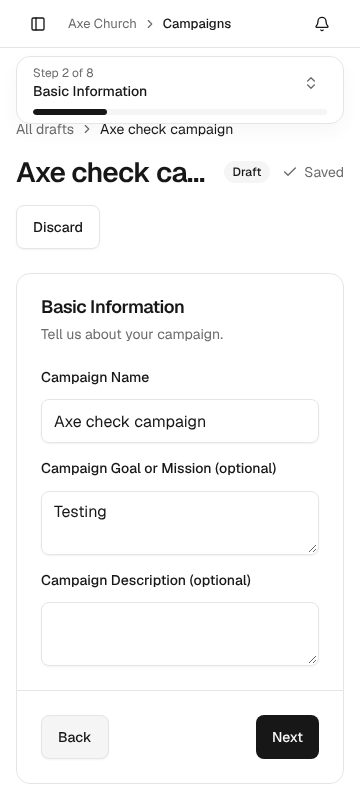 Axe Church > Campaigns
Step 2 of 8
Basic Information
All drafts > Axe check campaign
Axe check ca... Draft Saved
Discard
Basic Information
Tell us about your campaign.
Campaign Name
Axe check campaign
Campaign Goal or Mission (optional)
Testing
Campaign Description (optional)
Back Next